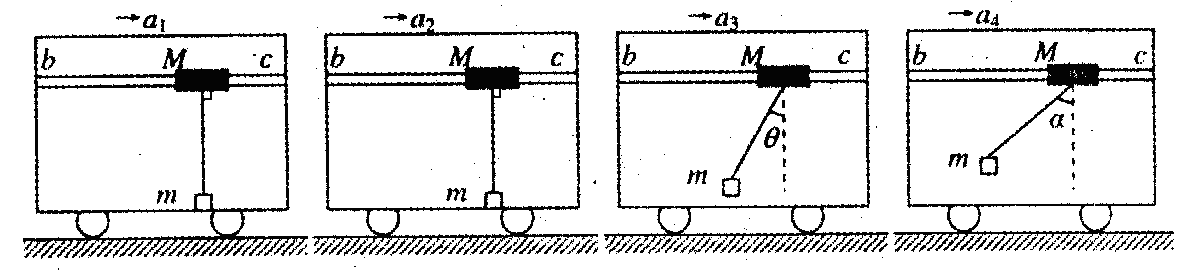 a₁ a₂ a₃ a₄
b M c b M c b M c b M c
θ α
m m m m